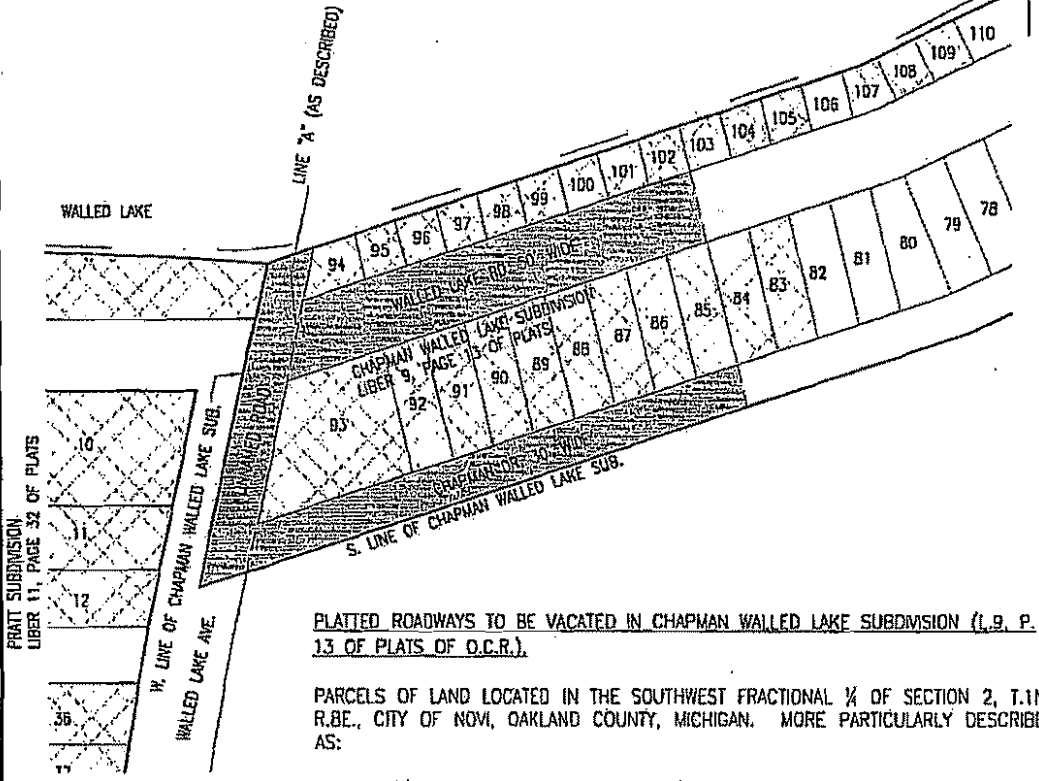 LINE "A" (AS DESCRIBED)
WALLED LAKE
110
109
108
107
106
105
104
103
102
101
100
99
98
97
96
95
94
WALLED LAKE RD. 50' WIDE
CHAPMAN WALLED LAKE SUBDIVISION
LIBER 9, PAGE 13 OF PLATS
78
79
80
81
82
83
84
85
86
87
88
89
90
91
92
93
UNNAMED ROAD
CHAPMAN DR. 30' WIDE
S. LINE OF CHAPMAN WALLED LAKE SUB.
PRATT SUBDIVISION
LIBER 11, PAGE 32 OF PLATS
10
11
12
36
37
W. LINE OF CHAPMAN WALLED LAKE SUB.
WALLED LAKE AVE.
PLATTED ROADWAYS TO BE VACATED IN CHAPMAN WALLED LAKE SUBDIVISION (L.9, P.
13 OF PLATS OF O.C.R.).
PARCELS OF LAND LOCATED IN THE SOUTHWEST FRACTIONAL ¼ OF SECTION 2, T.1N
R.8E., CITY OF NOVI, OAKLAND COUNTY, MICHIGAN. MORE PARTICULARLY DESCRIBE
AS: